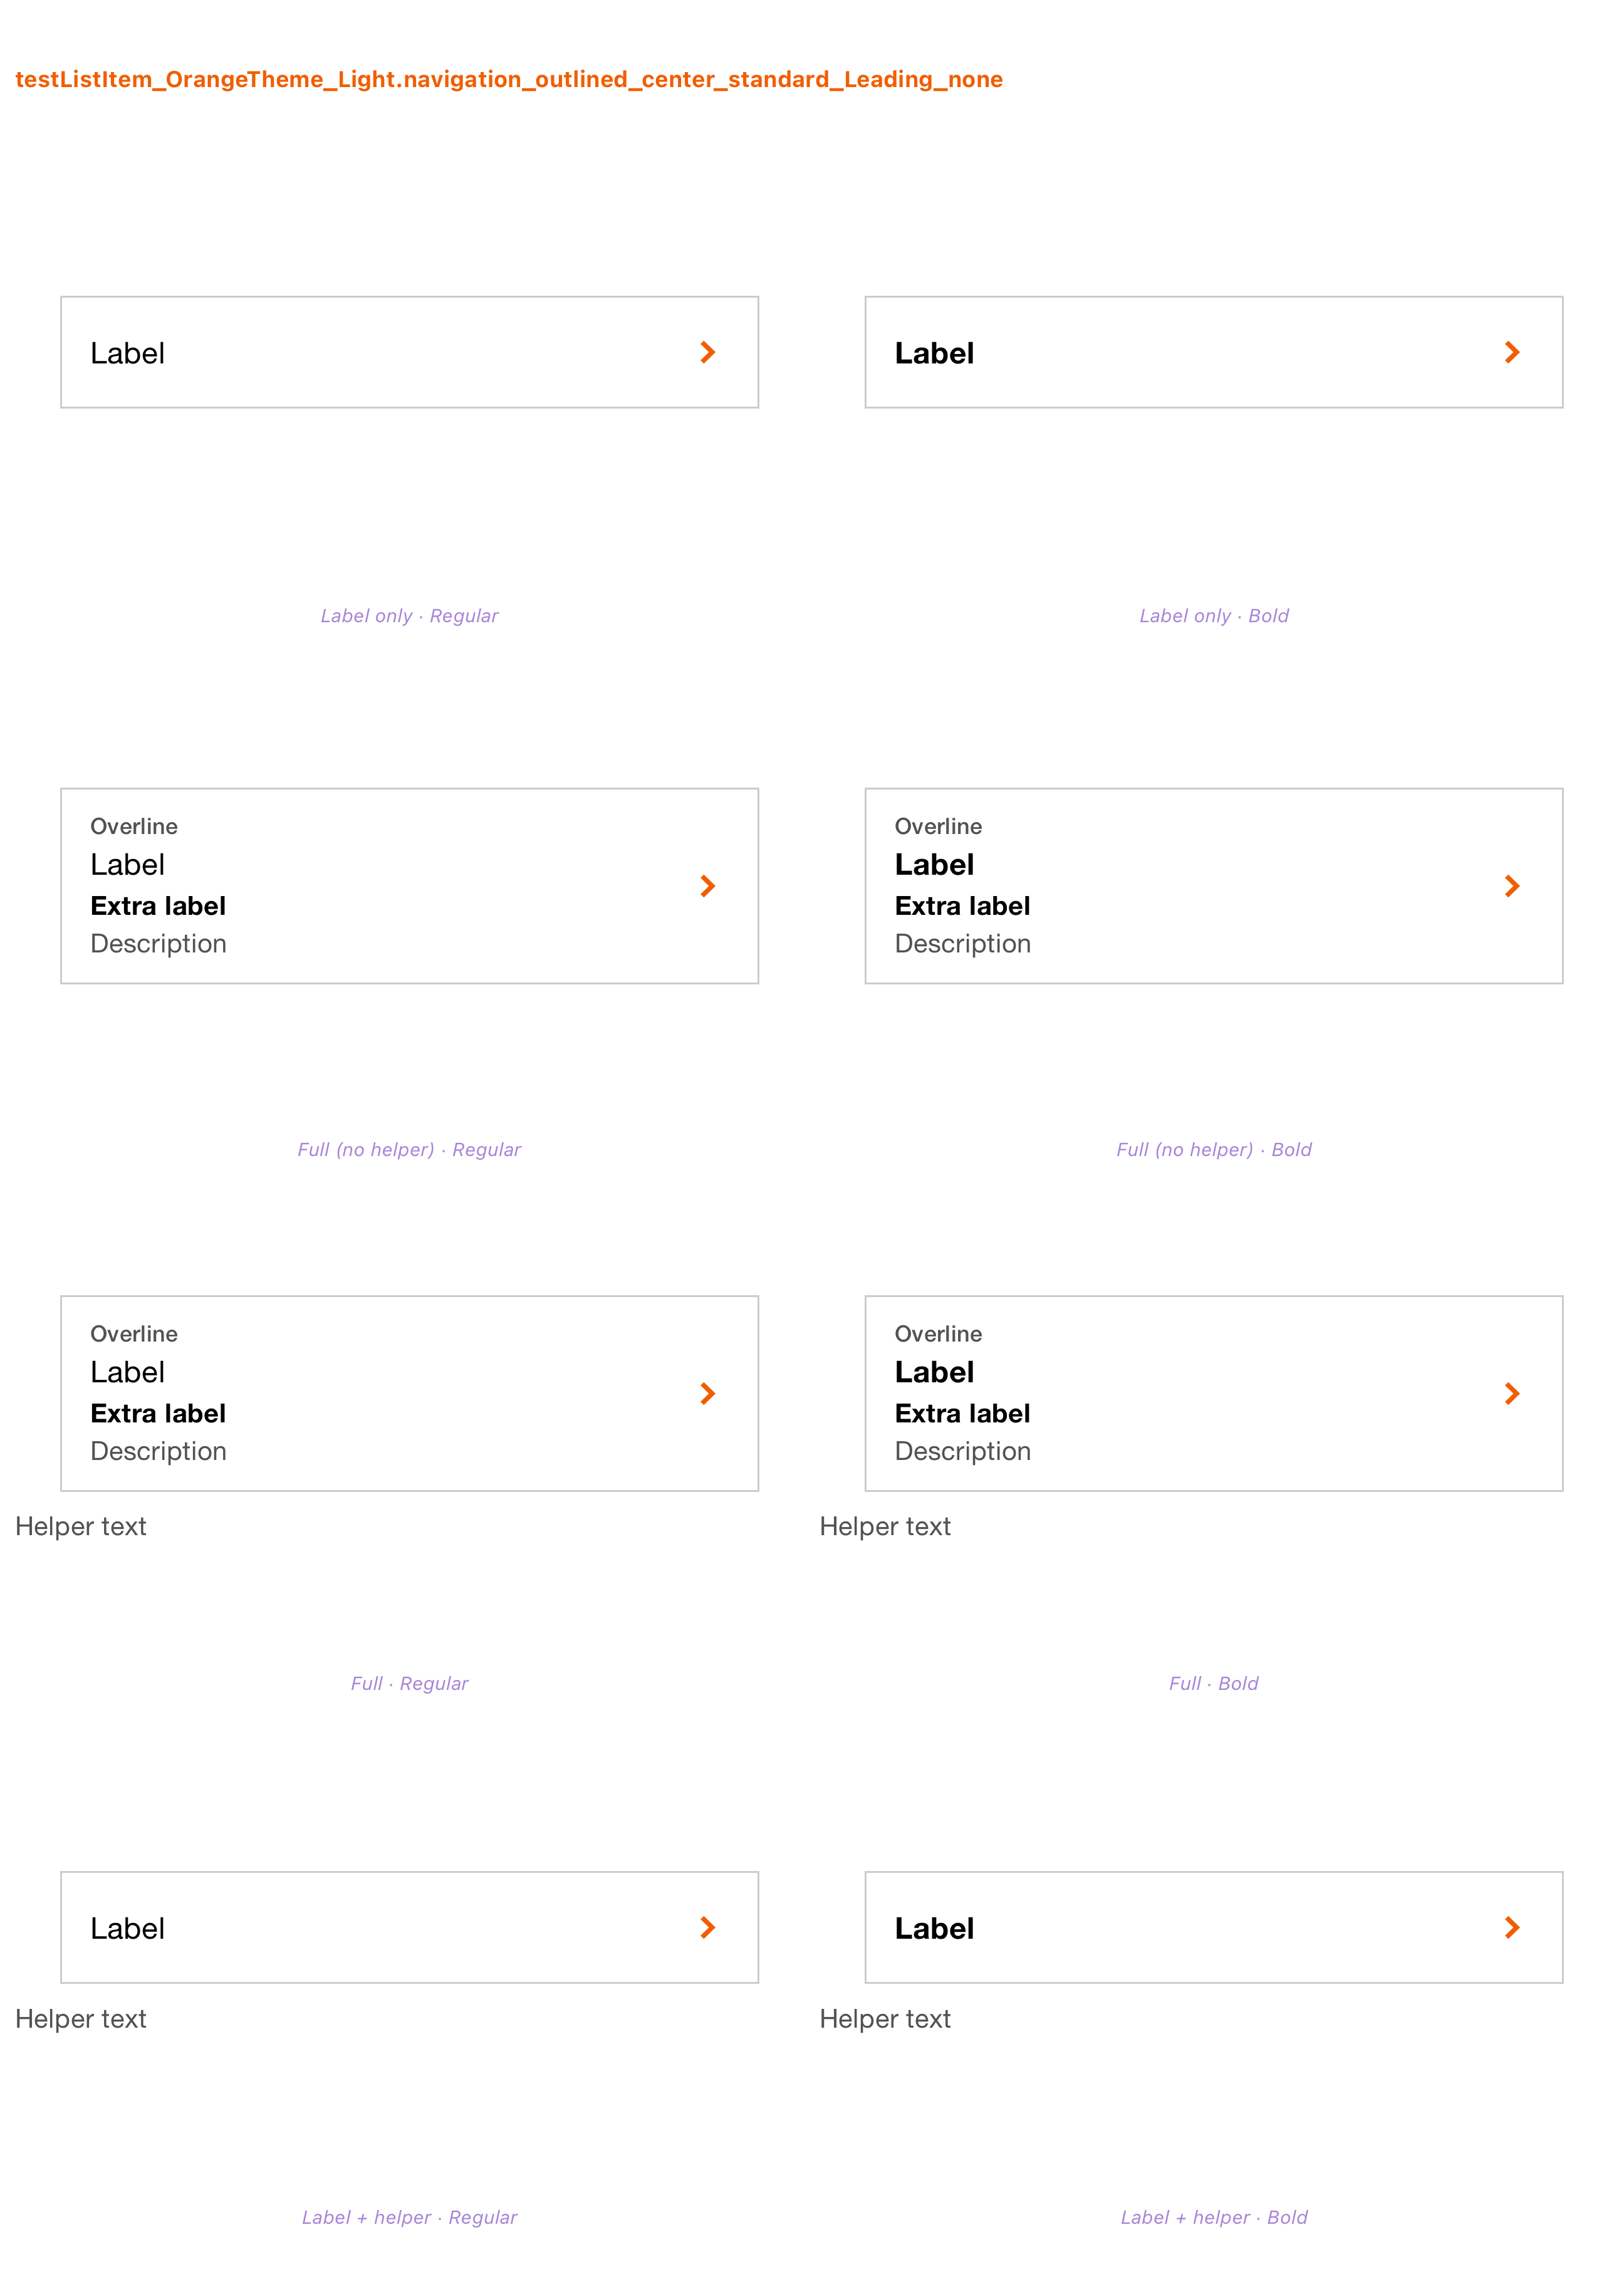 testListItem_OrangeTheme_Light.navigation_outlined_center_standard_Leading_none
Label
Label
Label only · Regular
Label only · Bold
Overline
Label
Extra label
Description
Overline
Label
Extra label
Description
Full (no helper) · Regular
Full (no helper) · Bold
Overline
Label
Extra label
Description
Helper text
Overline
Label
Extra label
Description
Helper text
Full · Regular
Full · Bold
Label
Helper text
Label
Helper text
Label + helper · Regular
Label + helper · Bold